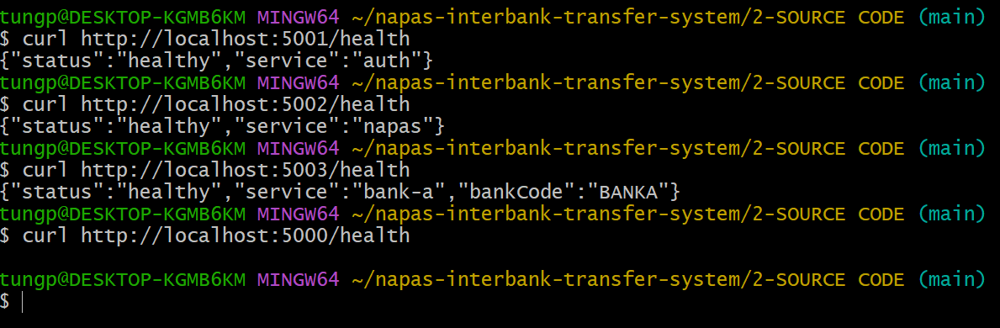 tungp@DESKTOP-KGMB6KM MINGW64 ~/napas-interbank-transfer-system/2-SOURCE CODE (main)
$ curl http://localhost:5001/health
{"status":"healthy","service":"auth"}
tungp@DESKTOP-KGMB6KM MINGW64 ~/napas-interbank-transfer-system/2-SOURCE CODE (main)
$ curl http://localhost:5002/health
{"status":"healthy","service":"napas"}
tungp@DESKTOP-KGMB6KM MINGW64 ~/napas-interbank-transfer-system/2-SOURCE CODE (main)
$ curl http://localhost:5003/health
{"status":"healthy","service":"bank-a","bankCode":"BANKA"}
tungp@DESKTOP-KGMB6KM MINGW64 ~/napas-interbank-transfer-system/2-SOURCE CODE (main)
$ curl http://localhost:5000/health
tungp@DESKTOP-KGMB6KM MINGW64 ~/napas-interbank-transfer-system/2-SOURCE CODE (main)
$